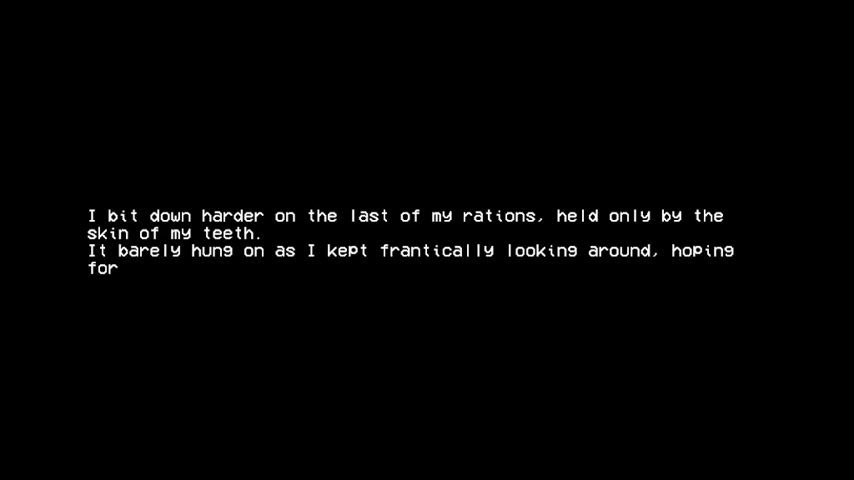 I bit down harder on the last of my rations, held only by the
skin of my teeth.
It barely hung on as I kept frantically looking around, hoping
for